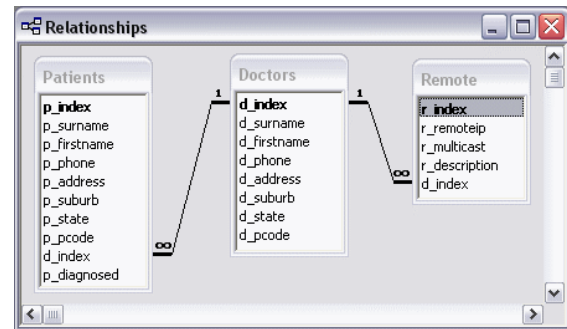 Relationships
Patients
p_index
p_surname
p_firstname
p_phone
p_address
p_suburb
p_state
p_pcode
d_index
p_diagnosed
1
∞
Doctors
d_index
d_surname
d_firstname
d_phone
d_address
d_suburb
d_state
d_pcode
1
∞
Remote
r_index
r_remoteip
r_multicast
r_description
d_index